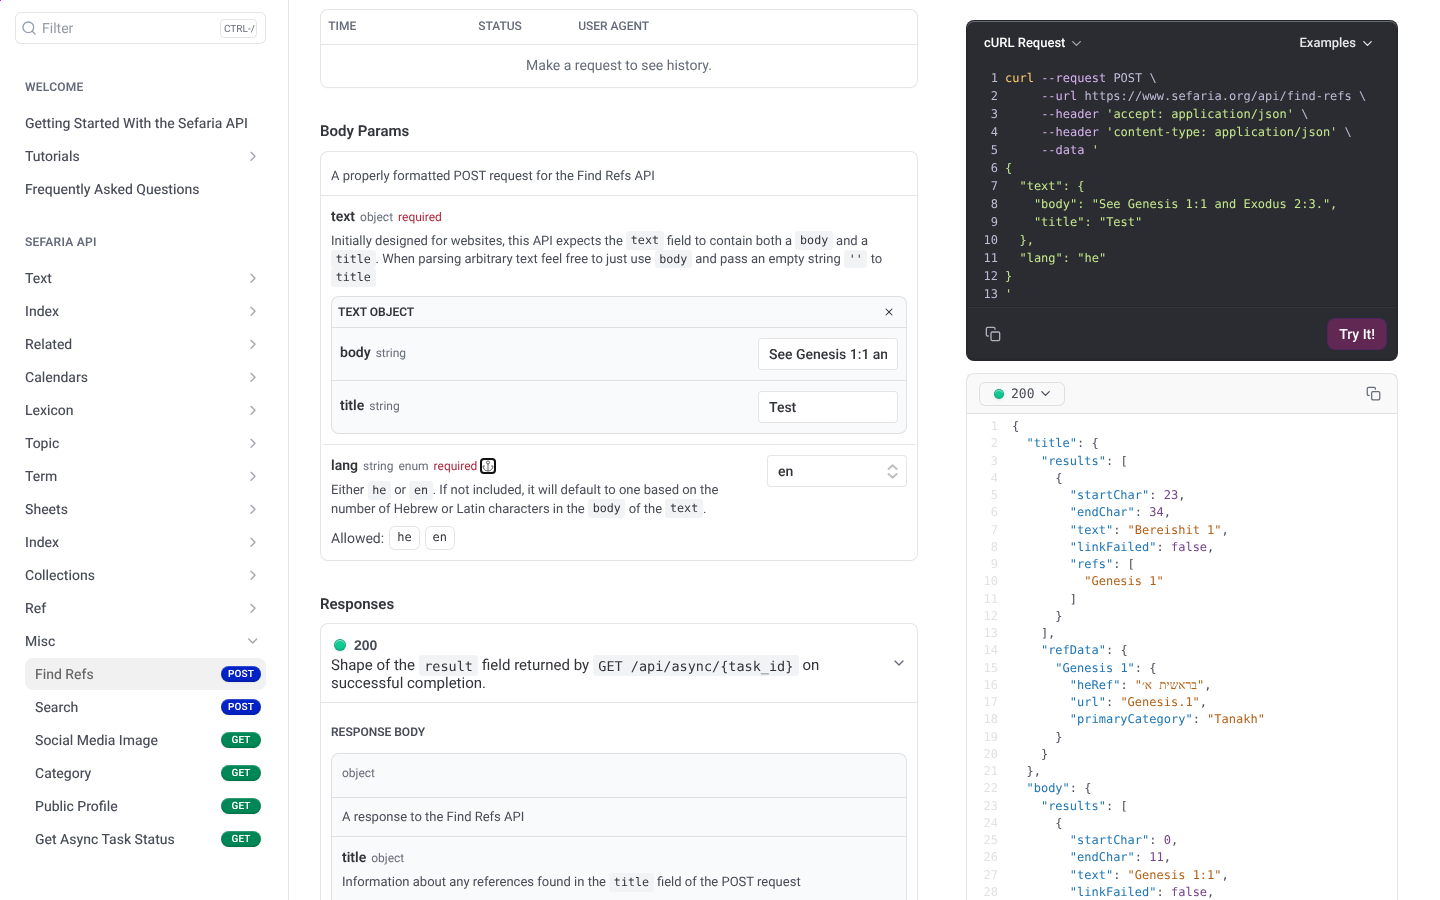 Filter
CTRL-/
WELCOME
Getting Started With the Sefaria API
Tutorials
Frequently Asked Questions
SEFARIA API
Text
Index
Related
Calendars
Lexicon
Topic
Term
Sheets
Index
Collections
Ref
Misc
Find Refs POST
Search POST
Social Media Image GET
Category GET
Public Profile GET
Get Async Task Status GET
TIME STATUS USER AGENT
Make a request to see history.
Body Params
A properly formatted POST request for the Find Refs API
text object required
Initially designed for websites, this API expects the text field to contain both a body and a
title . When parsing arbitrary text feel free to just use body and pass an empty string '' to
title
TEXT OBJECT
body string See Genesis 1:1 an
title string Test
lang string enum required en
Either he or en . If not included, it will default to one based on the
number of Hebrew or Latin characters in the body of the text .
Allowed: he en
Responses
200
Shape of the result field returned by GET /api/async/{task_id} on
successful completion.
RESPONSE BODY
object
A response to the Find Refs API
title object
Information about any references found in the title field of the POST request
cURL Request Examples
1 curl --request POST \
2 --url https://www.sefaria.org/api/find-refs \
3 --header 'accept: application/json' \
4 --header 'content-type: application/json' \
5 --data '
6 {
7 "text": {
8 "body": "See Genesis 1:1 and Exodus 2:3.",
9 "title": "Test"
10 },
11 "lang": "he"
12 }
13 '
Try It!
200
1 {
2 "title": {
3 "results": [
4 {
5 "startChar": 23,
6 "endChar": 34,
7 "text": "Bereishit 1",
8 "linkFailed": false,
9 "refs": [
10 "Genesis 1"
11 ]
12 }
13 ],
14 "refData": {
15 "Genesis 1": {
16 "heRef": "בראשית א׳",
17 "url": "Genesis.1",
18 "primaryCategory": "Tanakh"
19 }
20 }
21 },
22 "body": {
23 "results": [
24 {
25 "startChar": 0,
26 "endChar": 11,
27 "text": "Genesis 1:1",
28 "linkFailed": false,